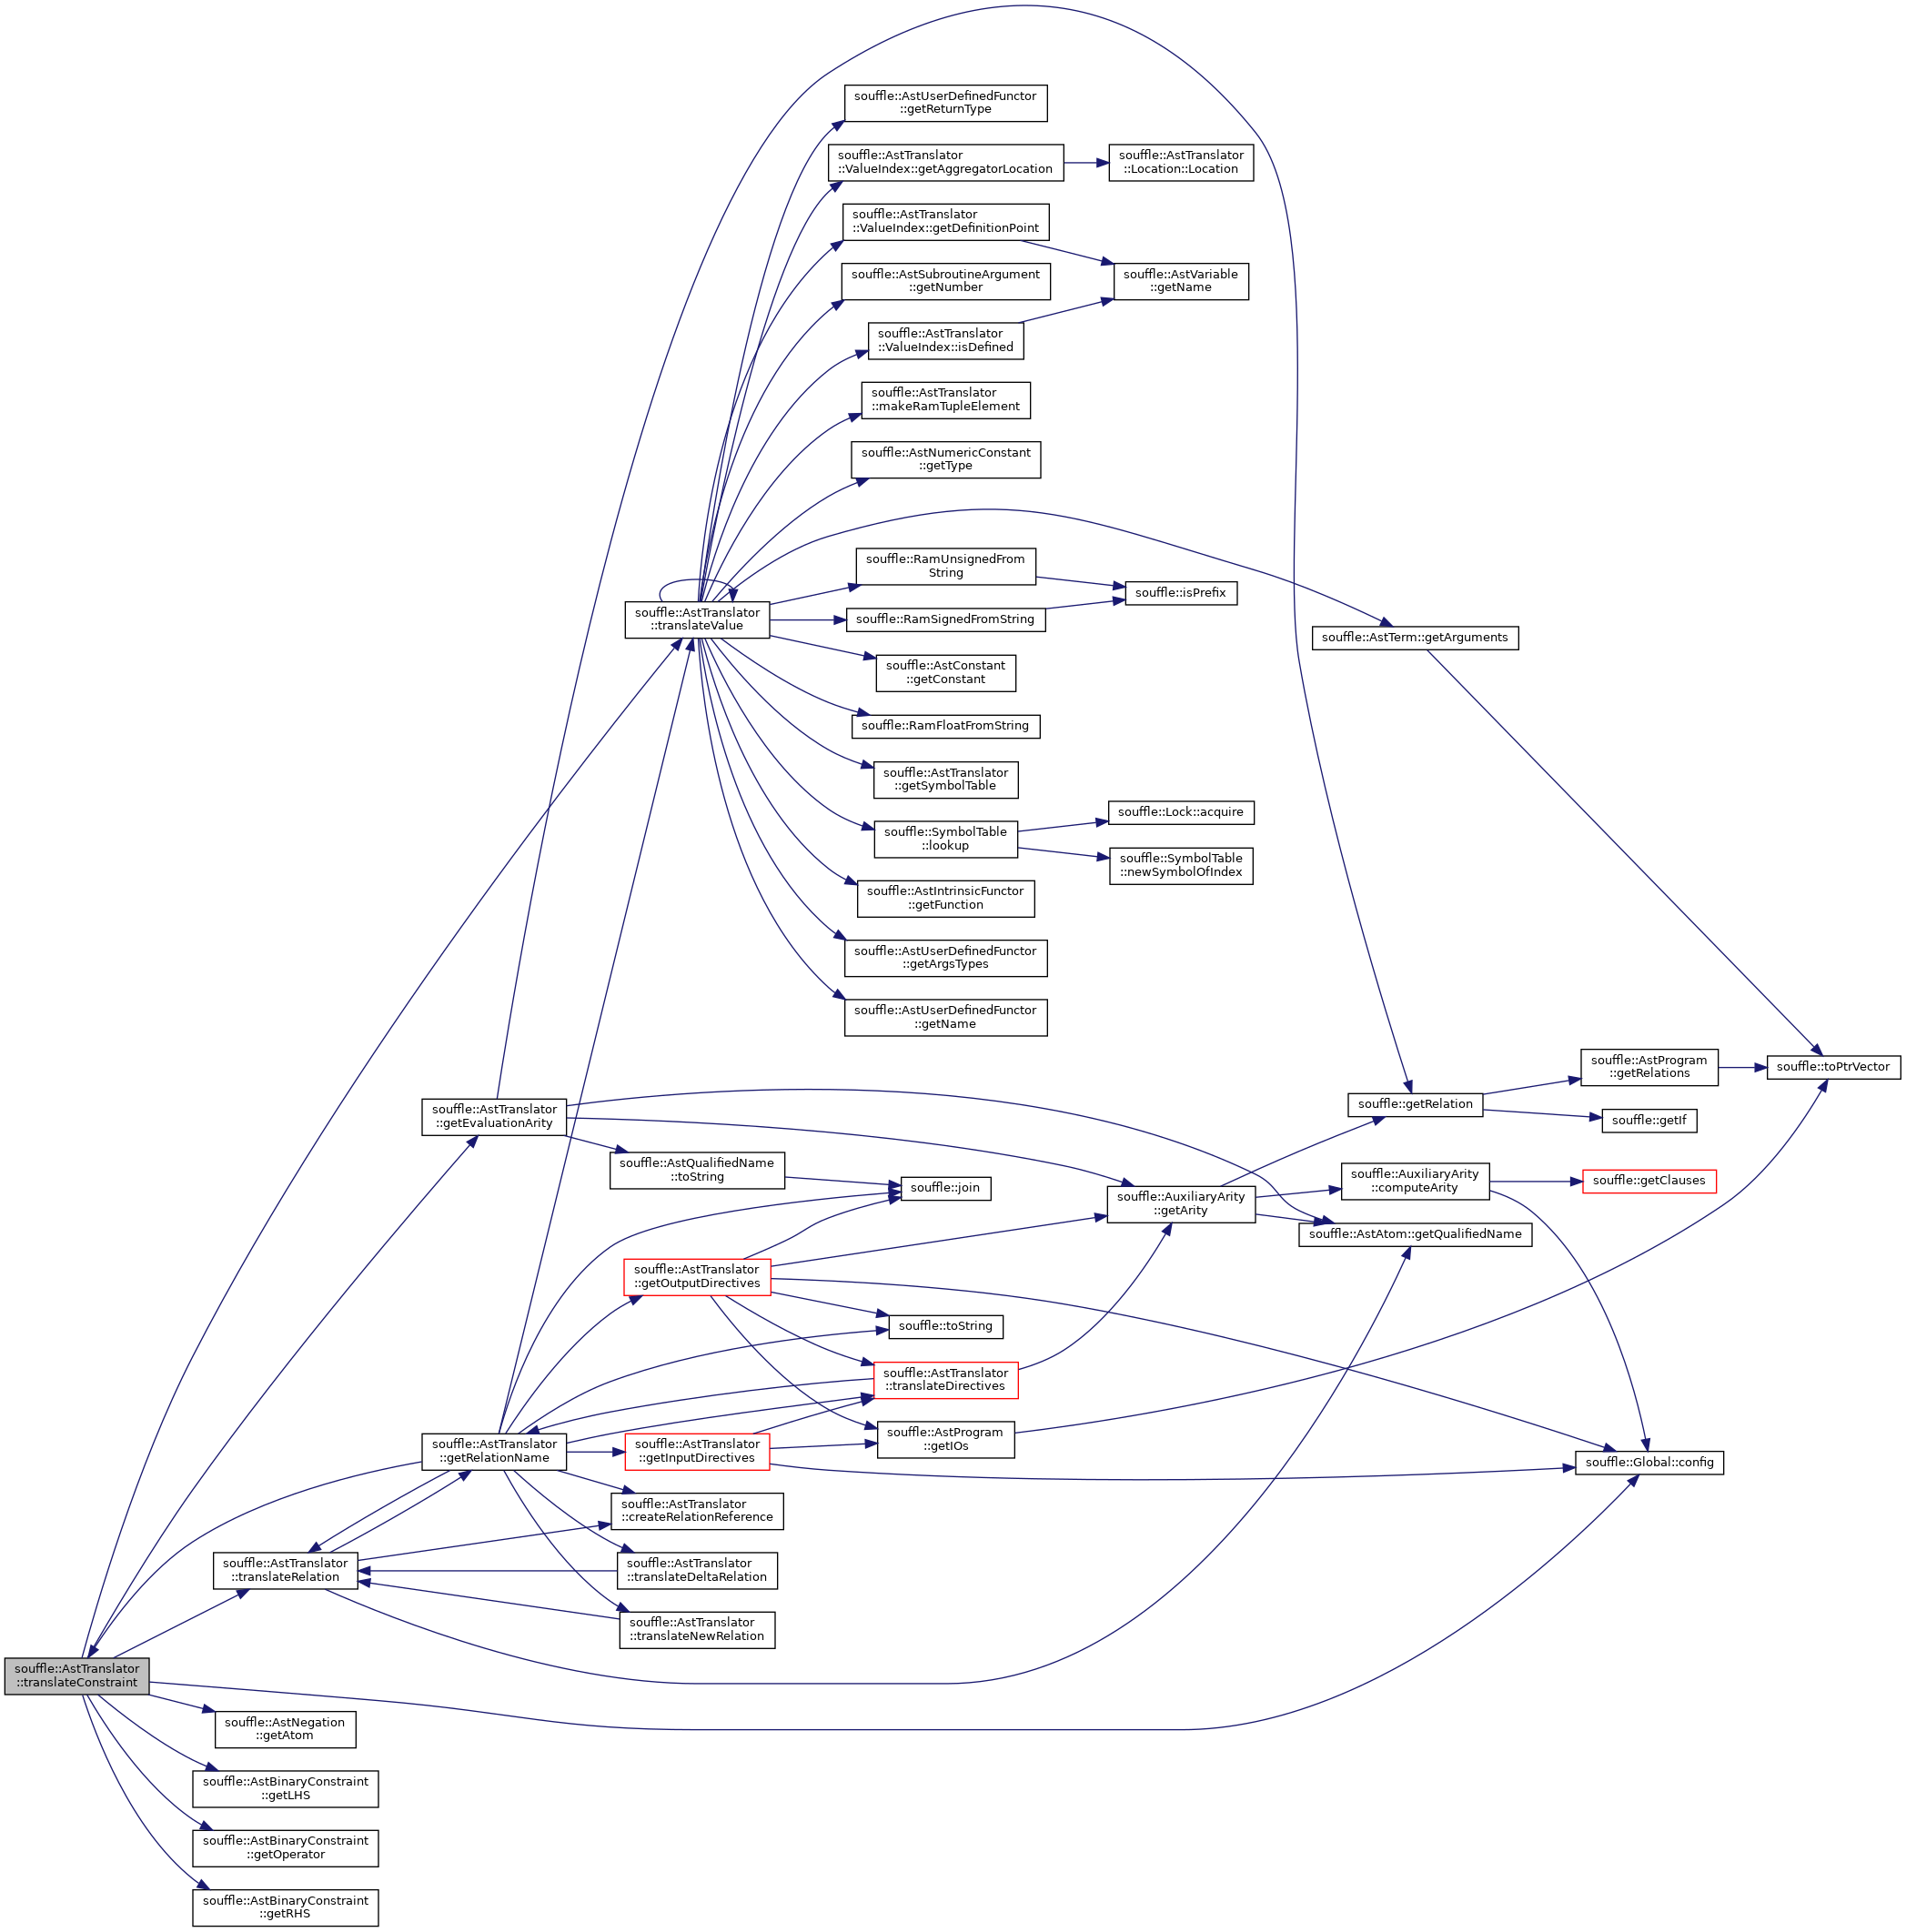 souffle::AstUserDefinedFunctor
::getReturnType
souffle::AstTranslator
::ValueIndex::getAggregatorLocation
souffle::AstTranslator
::Location::Location
souffle::AstTranslator
::ValueIndex::getDefinitionPoint
souffle::AstSubroutineArgument
::getNumber
souffle::AstVariable
::getName
souffle::AstTranslator
::ValueIndex::isDefined
souffle::AstTranslator
::makeRamTupleElement
souffle::AstNumericConstant
::getType
souffle::RamUnsignedFrom
String
souffle::isPrefix
souffle::AstTranslator
::translateValue
souffle::RamSignedFromString
souffle::AstTerm::getArguments
souffle::AstConstant
::getConstant
souffle::RamFloatFromString
souffle::AstTranslator
::getSymbolTable
souffle::SymbolTable
::lookup
souffle::Lock::acquire
souffle::SymbolTable
::newSymbolOfIndex
souffle::AstIntrinsicFunctor
::getFunction
souffle::AstUserDefinedFunctor
::getArgsTypes
souffle::AstUserDefinedFunctor
::getName
souffle::AstProgram
::getRelations
souffle::toPtrVector
souffle::AstTranslator
::getEvaluationArity
souffle::getRelation
souffle::getIf
souffle::AstQualifiedName
::toString
souffle::join
souffle::AuxiliaryArity
::getArity
souffle::AuxiliaryArity
::computeArity
souffle::getClauses
souffle::AstAtom::getQualifiedName
souffle::AstTranslator
::getOutputDirectives
souffle::toString
souffle::AstTranslator
::translateDirectives
souffle::AstTranslator
::getRelationName
souffle::AstTranslator
::getInputDirectives
souffle::AstProgram
::getIOs
souffle::Global::config
souffle::AstTranslator
::createRelationReference
souffle::AstTranslator
::translateRelation
souffle::AstTranslator
::translateDeltaRelation
souffle::AstTranslator
::translateNewRelation
souffle::AstTranslator
::translateConstraint
souffle::AstNegation
::getAtom
souffle::AstBinaryConstraint
::getLHS
souffle::AstBinaryConstraint
::getOperator
souffle::AstBinaryConstraint
::getRHS